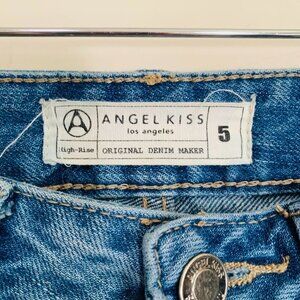 ANGEL KISS
los angeles
5
High-Rise
ORIGINAL DENIM MAKER